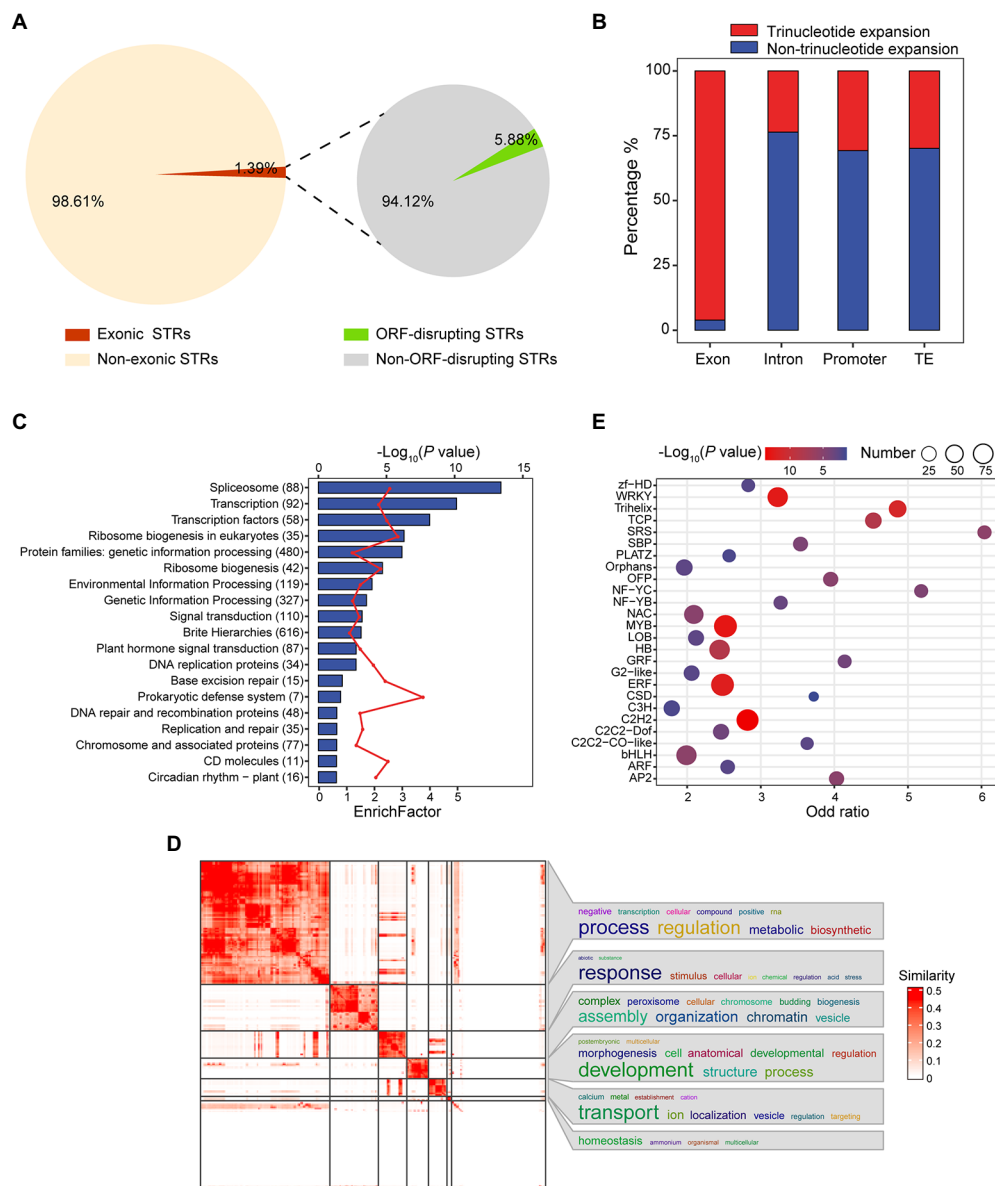 A
1.39%
98.61%
5.88%
94.12%
Exonic STRs
Non-exonic STRs
ORF-disrupting STRs
Non-ORF-disrupting STRs
B
Trinucleotide expansion
Non-trinucleotide expansion
Percentage %
100
75
50
25
0
Exon Intron Promoter TE
C
-Log10(P value)
0 5 10 15
Spliceosome (88)
Transcription (92)
Transcription factors (58)
Ribosome biogenesis in eukaryotes (35)
Protein families: genetic information processing (480)
Ribosome biogenesis (42)
Environmental Information Processing (119)
Genetic Information Processing (327)
Signal transduction (110)
Brite Hierarchies (616)
Plant hormone signal transduction (87)
DNA replication proteins (34)
Base excision repair (15)
Prokaryotic defense system (7)
DNA repair and recombination proteins (48)
Replication and repair (35)
Chromosome and associated proteins (77)
CD molecules (11)
Circadian rhythm − plant (16)
0 1 2 3 4 5
EnrichFactor
E
-Log10(P value)
10 5
Number
25 50 75
zf−HD
WRKY
Trihelix
TCP
SRS
SBP
PLATZ
Orphans
OFP
NF−YC
NF−YB
NAC
MYB
LOB
HB
GRF
G2−like
ERF
CSD
C3H
C2H2
C2C2−Dof
C2C2−CO−like
bHLH
ARF
AP2
2 3 4 5 6
Odd ratio
D
negative transcription cellular compound positive rna
process regulation metabolic biosynthetic
abiotic substance
response stimulus cellular chemical regulation acid stress
complex peroxisome cellular chromosome budding biogenesis
assembly organization chromatin vesicle
postembryonic multicellular
morphogenesis cell anatomical developmental regulation
development structure process
calcium metal establishment cation
transport ion localization vesicle regulation targeting
homeostasis ammonium organismal multicellular
Similarity
0.5
0.4
0.3
0.2
0.1
0